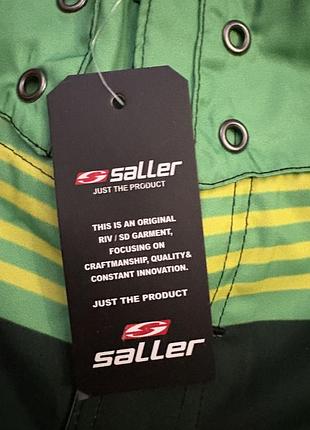 saller
JUST THE PRODUCT
THIS IS AN ORIGINAL
RIV / SD GARMENT,
FOCUSING ON
CRAFTMANSHIP, QUALITY&
CONSTANT INNOVATION.
JUST THE PRODUCT
saller